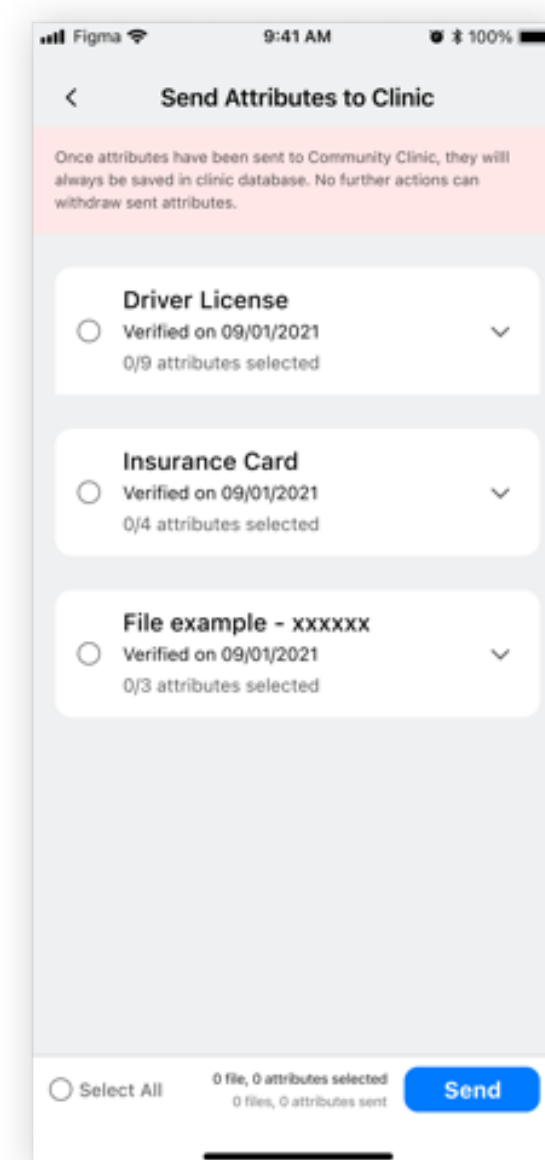 Figma
9:41 AM
100%
Send Attributes to Clinic
Once attributes have been sent to Community Clinic, they willl
always be saved in clinic database. No further actions can
withdraw sent attributes.
Driver License
Verified on 09/01/2021
0/9 attributes selected
Insurance Card
Verified on 09/01/2021
0/4 attributes selected
File example - xxxxxx
Verified on 09/01/2021
0/3 attributes selected
Select All
0 file, 0 attributes selected
0 files, 0 attributes sent
Send